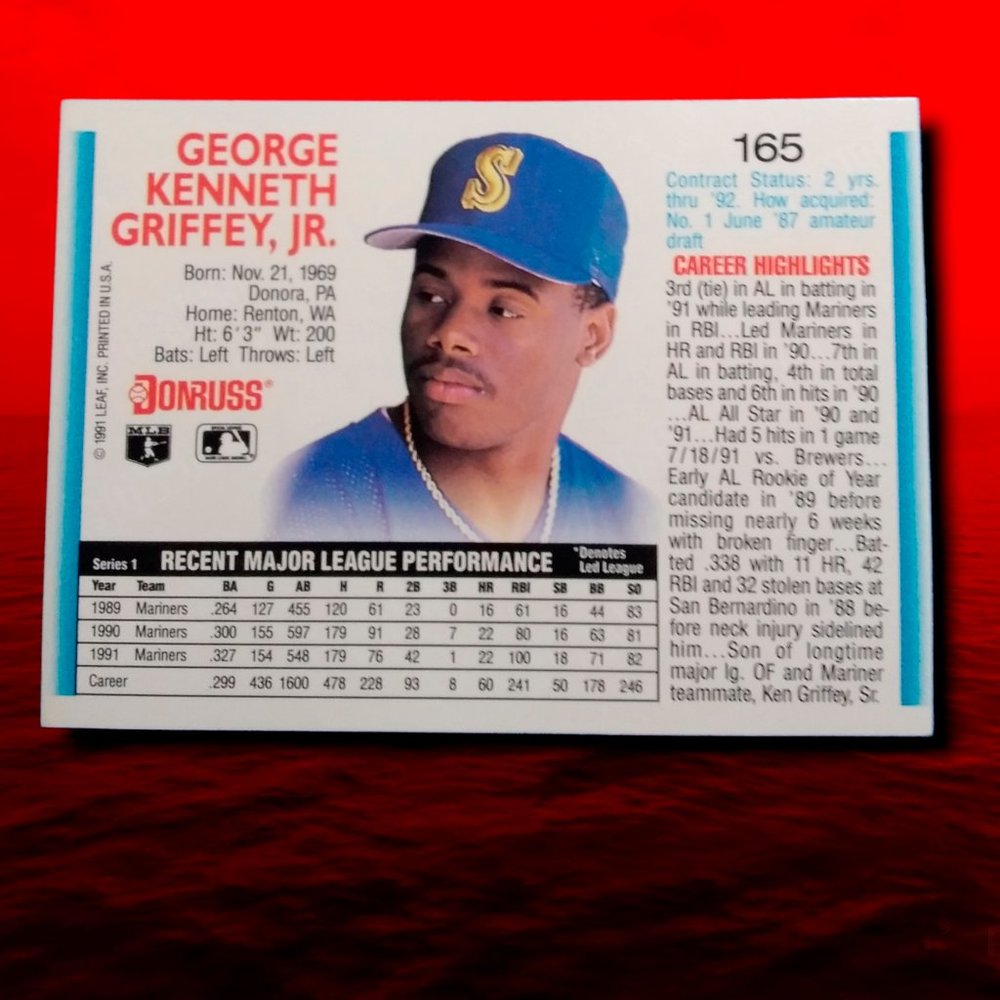 GEORGE
KENNETH
GRIFFEY, JR.
Born: Nov. 21, 1969
Donora, PA
Home: Renton, WA
Ht: 6'3" Wt: 200
Bats: Left Throws: Left
© 1991 LEAF, INC. PRINTED IN U.S.A.
DONRUSS®
MLB
S
165
Contract Status: 2 yrs.
thru '92. How acquired:
No. 1 June '87 amateur
draft
CAREER HIGHLIGHTS
3rd (tie) in AL in batting in
'91 while leading Mariners
in RBI...Led Mariners in
HR and RBI in '90...7th in
AL in batting, 4th in total
bases and 6th in hits in '90
...AL All Star in '90 and
'91...Had 5 hits in 1 game
7/18/91 vs. Brewers...
Early AL Rookie of Year
candidate in '89 before
missing nearly 6 weeks
with broken finger...Bat-
ted .338 with 11 HR, 42
RBI and 32 stolen bases at
San Bernardino in '88 be-
fore neck injury sidelined
him...Son of longtime
major lg. OF and Mariner
teammate, Ken Griffey, Sr.
Series 1 RECENT MAJOR LEAGUE PERFORMANCE *Denotes
Led League
Year Team BA G AB H R 2B 3B HR RBI SB BB SO
1989 Mariners .264 127 455 120 61 23 0 16 61 16 44 83
1990 Mariners .300 155 597 179 91 28 7 22 80 16 63 81
1991 Mariners .327 154 548 179 76 42 1 22 100 18 71 82
Career .299 436 1600 478 228 93 8 60 241 50 178 246